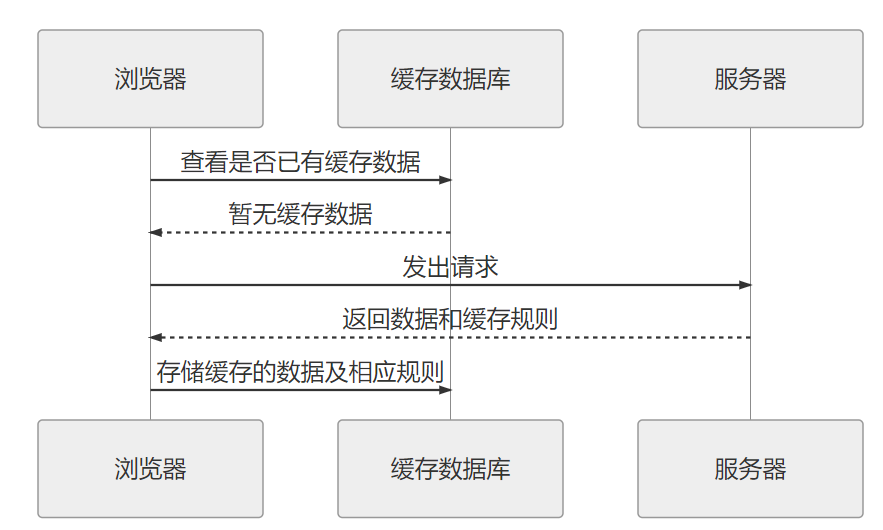 浏览器
缓存数据库
服务器
查看是否已有缓存数据
暂无缓存数据
发出请求
返回数据和缓存规则
存储缓存的数据及相应规则
浏览器
缓存数据库
服务器